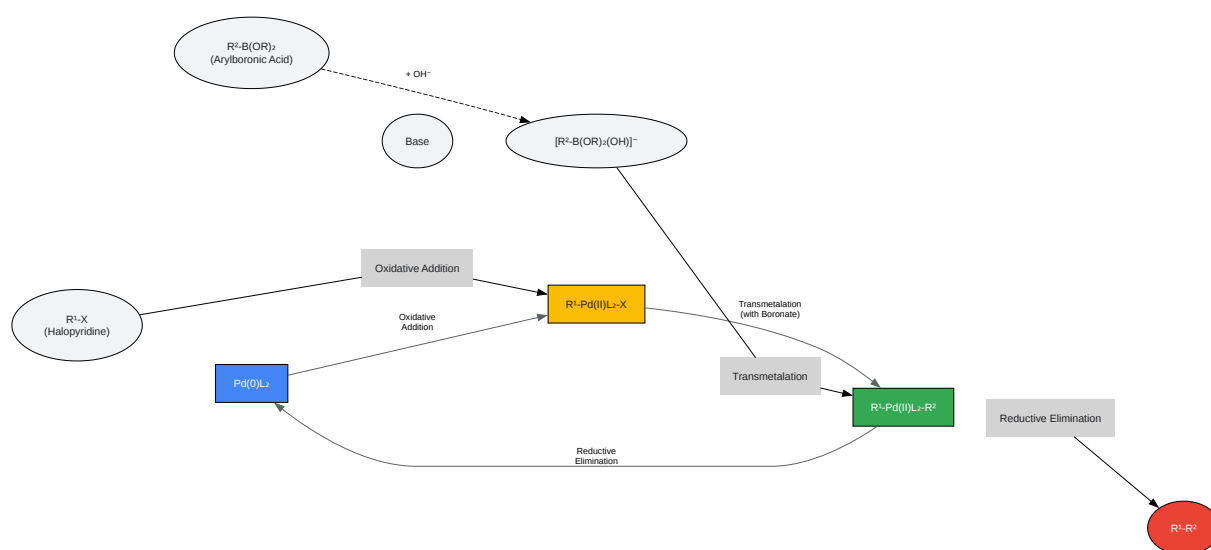 R²-B(OR)₂
(Arylboronic Acid)
+ OH⁻
Base
[R²-B(OR)₂(OH)]⁻
Oxidative Addition
R¹-X
(Halopyridine)
R¹-Pd(II)L₂-X
Oxidative
Addition
Transmetalation
(with Boronate)
Pd(0)L₂
Transmetalation
R¹-Pd(II)L₂-R²
Reductive Elimination
Reductive
Elimination
R¹-R²